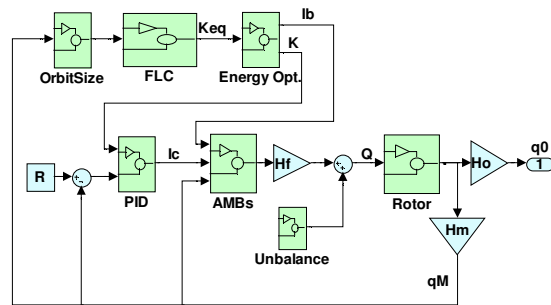 Ib
Keq
K
OrbitSize
FLC
Energy Opt.
Ic
Hf
Q
Ho
q0
1
R
PID
AMBs
Rotor
Hm
Unbalance
qM